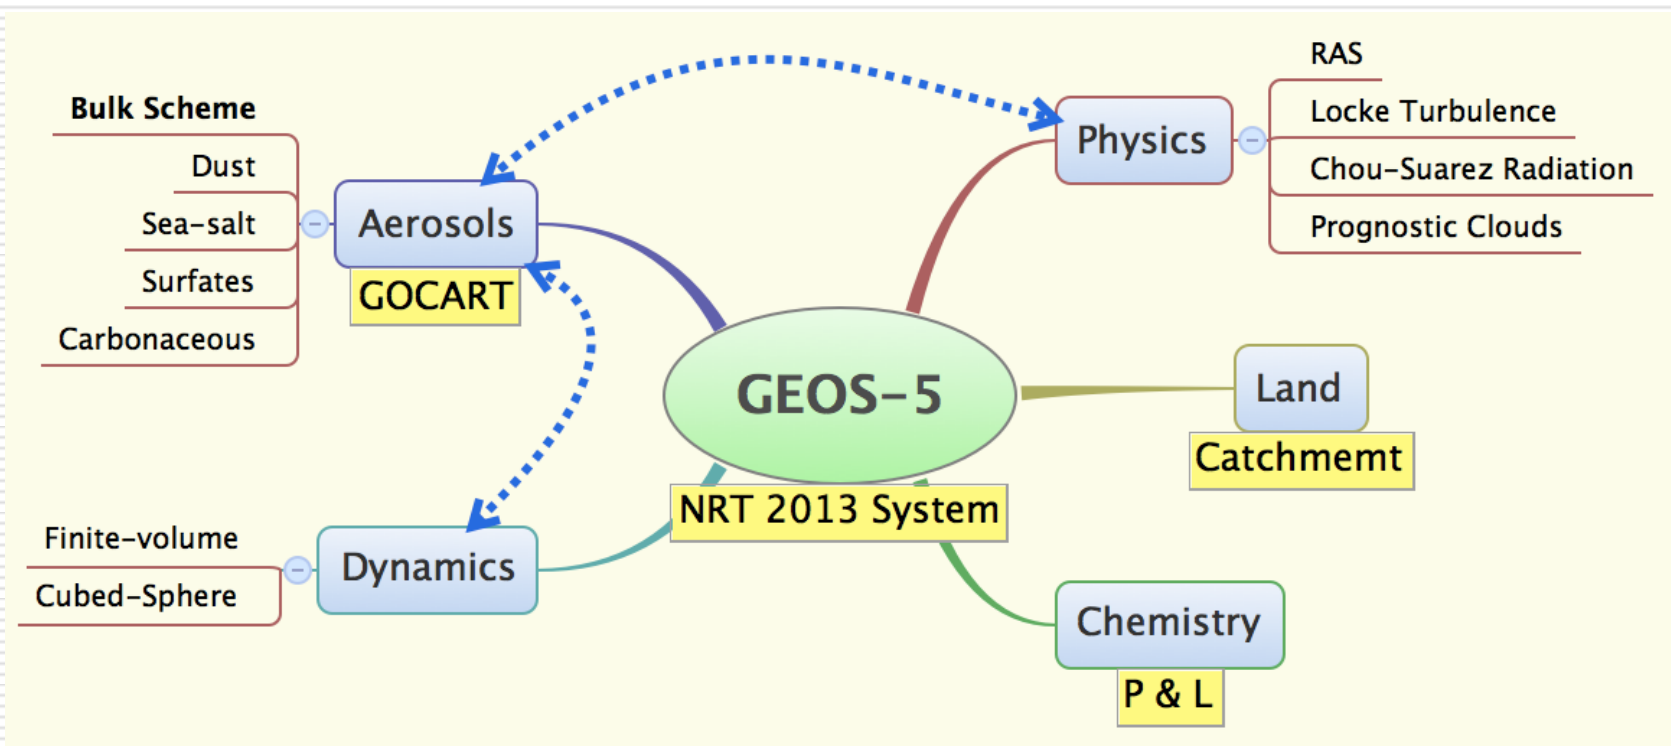 Bulk Scheme
Dust
Sea-salt
Surfates
Carbonaceous
Aerosols
GOCART
Physics
RAS
Locke Turbulence
Chou-Suarez Radiation
Prognostic Clouds
GEOS-5
NRT 2013 System
Land
Catchmemt
Finite-volume
Cubed-Sphere
Dynamics
Chemistry
P & L